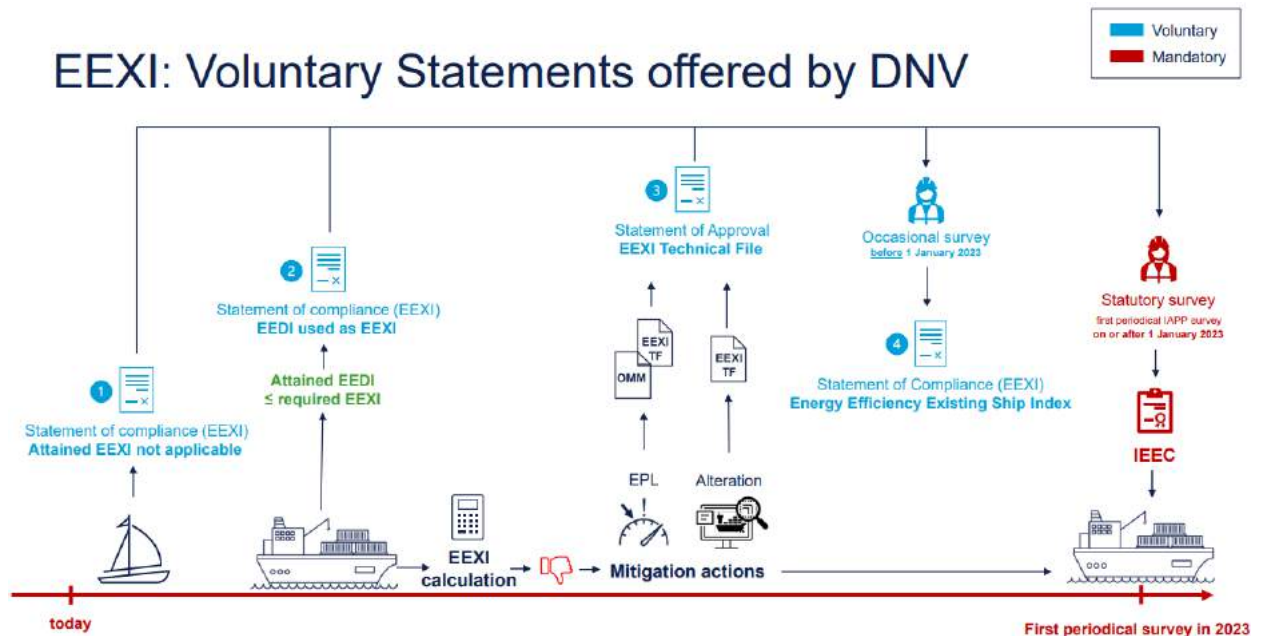 Voluntary
Mandatory
EEXI: Voluntary Statements offered by DNV
1
Statement of compliance (EEXI)
Attained EEXI not applicable
2
Statement of compliance (EEXI)
EEDI used as EEXI
Attained EEDI
≤ required EEXI
EEXI
calculation
3
Statement of Approval
EEXI Technical File
EEXI
TF
OMM
EEXI
TF
EPL
Alteration
Mitigation actions
Occasional survey
before 1 January 2023
4
Statement of Compliance (EEXI)
Energy Efficiency Existing Ship Index
Statutory survey
first periodical IAPP survey
on or after 1 January 2023
IEEC
today
First periodical survey in 2023